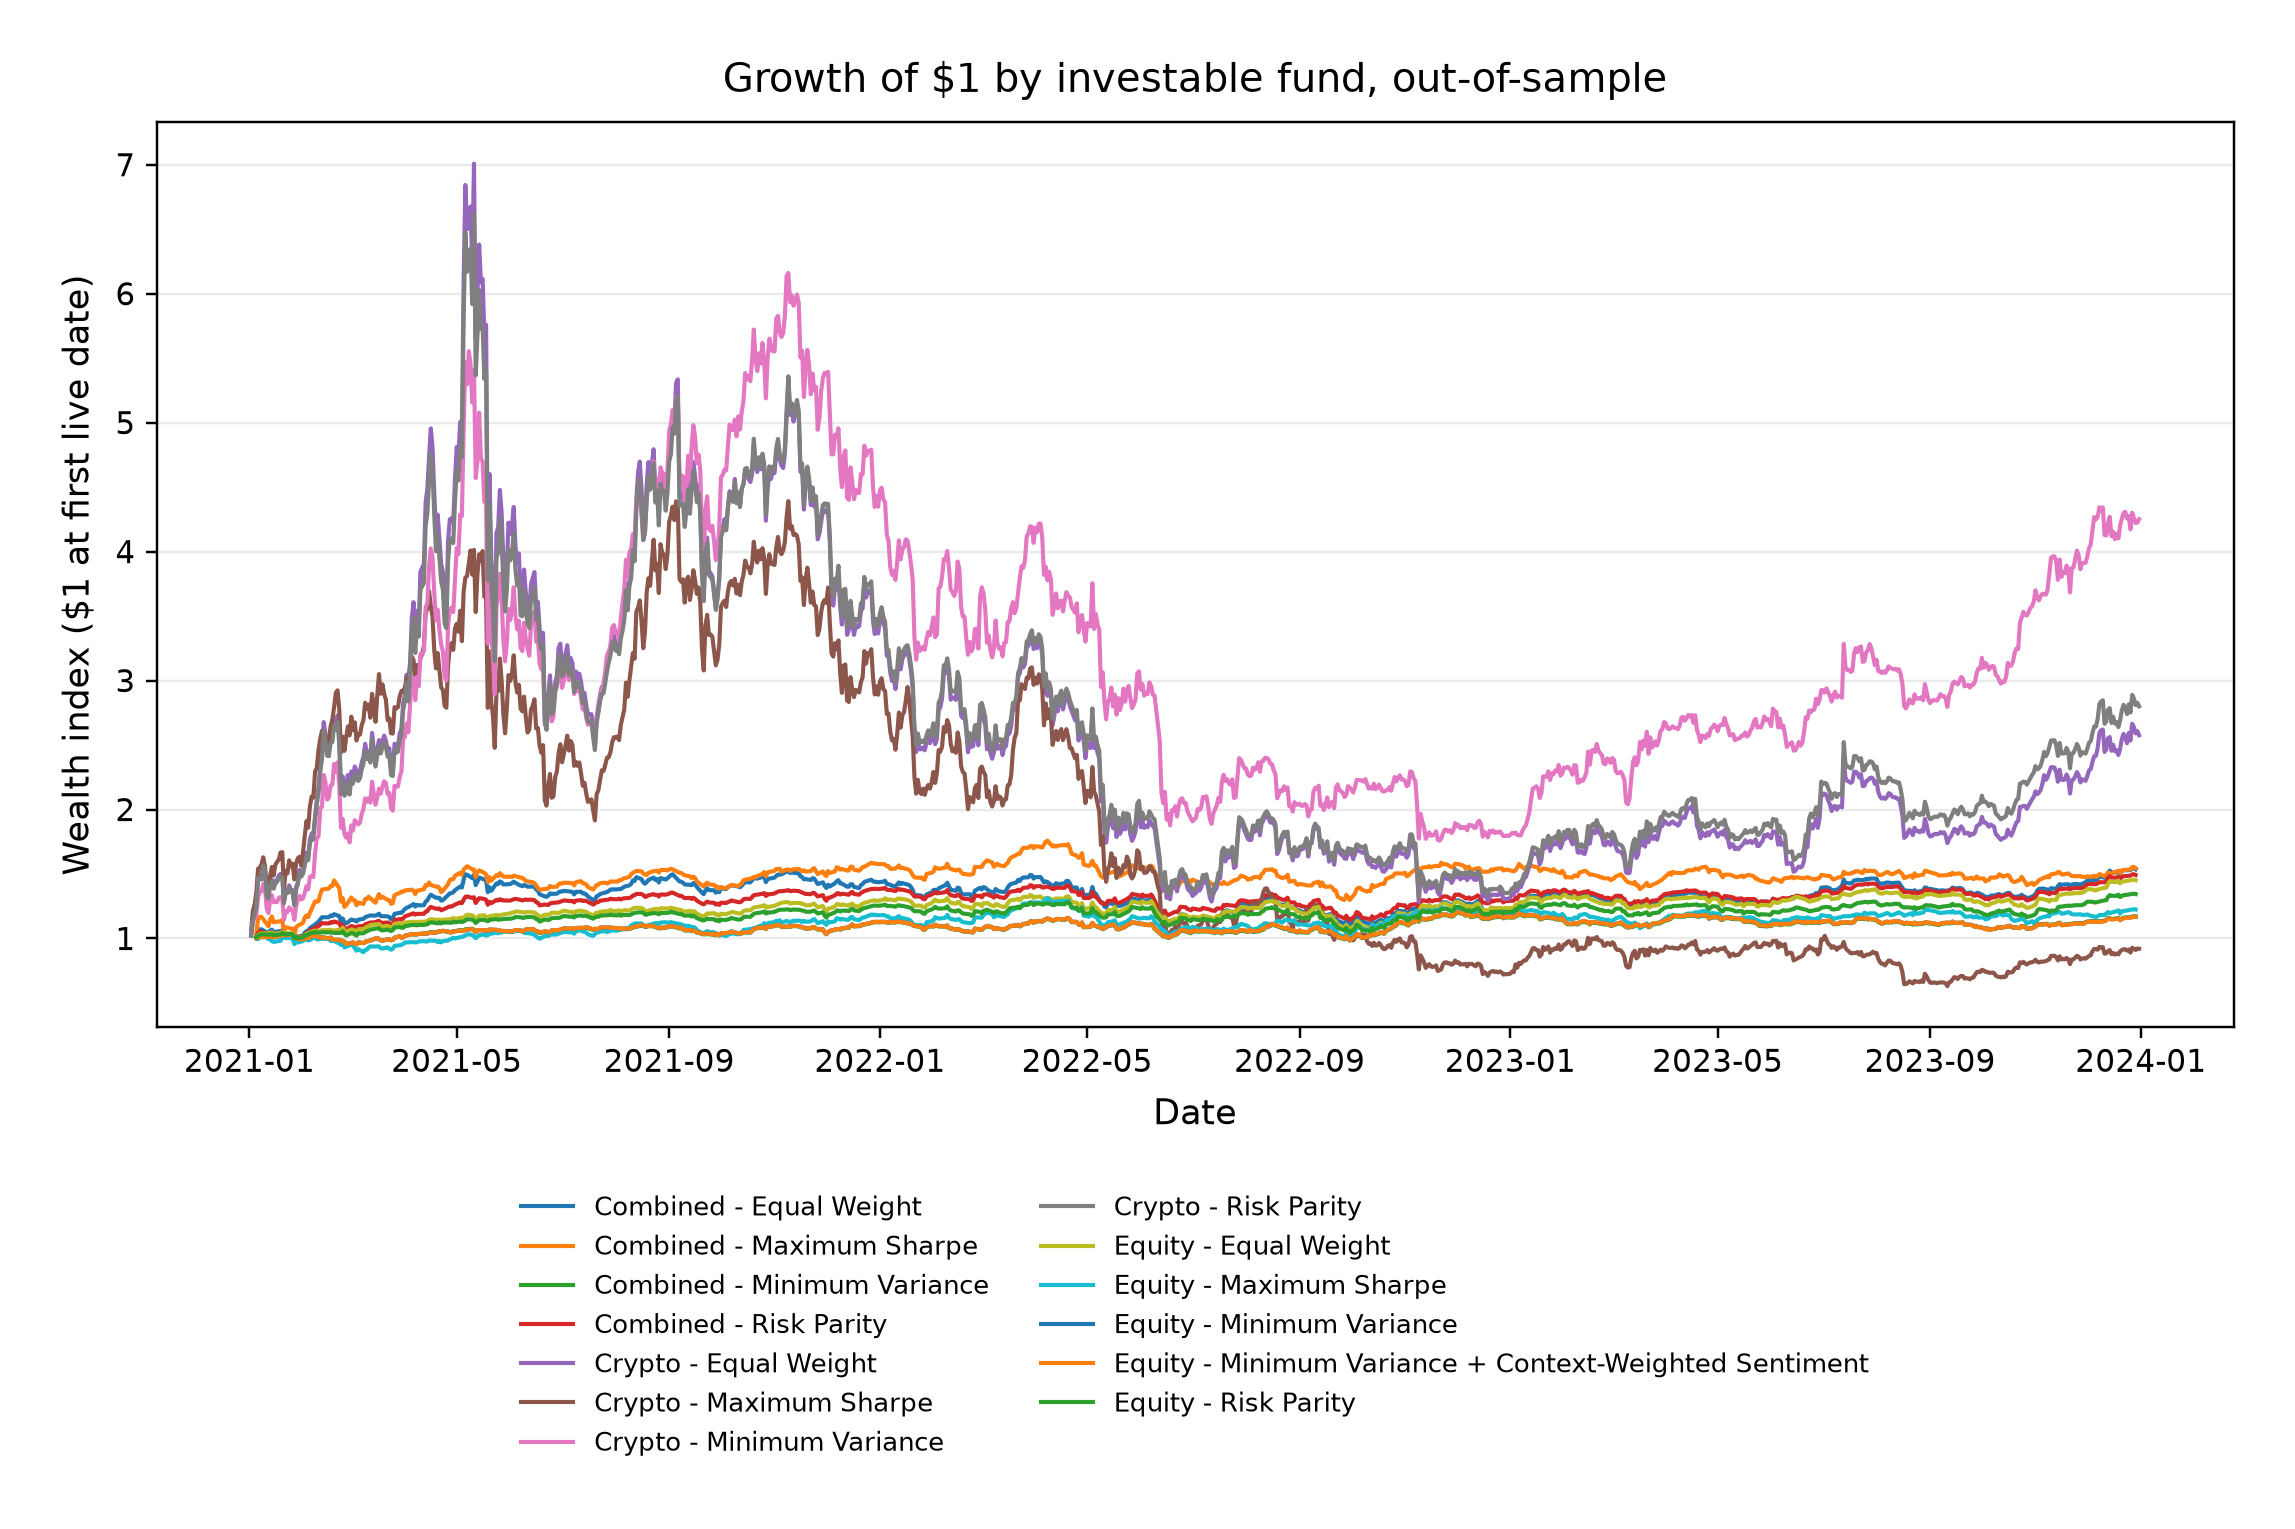 Growth of $1 by investable fund, out-of-sample
Wealth index ($1 at first live date)
7
6
5
4
3
2
1
2021-01 2021-05 2021-09 2022-01 2022-05 2022-09 2023-01 2023-05 2023-09 2024-01
Date
Combined - Equal Weight
Combined - Maximum Sharpe
Combined - Minimum Variance
Combined - Risk Parity
Crypto - Equal Weight
Crypto - Maximum Sharpe
Crypto - Minimum Variance
Crypto - Risk Parity
Equity - Equal Weight
Equity - Maximum Sharpe
Equity - Minimum Variance
Equity - Minimum Variance + Context-Weighted Sentiment
Equity - Risk Parity